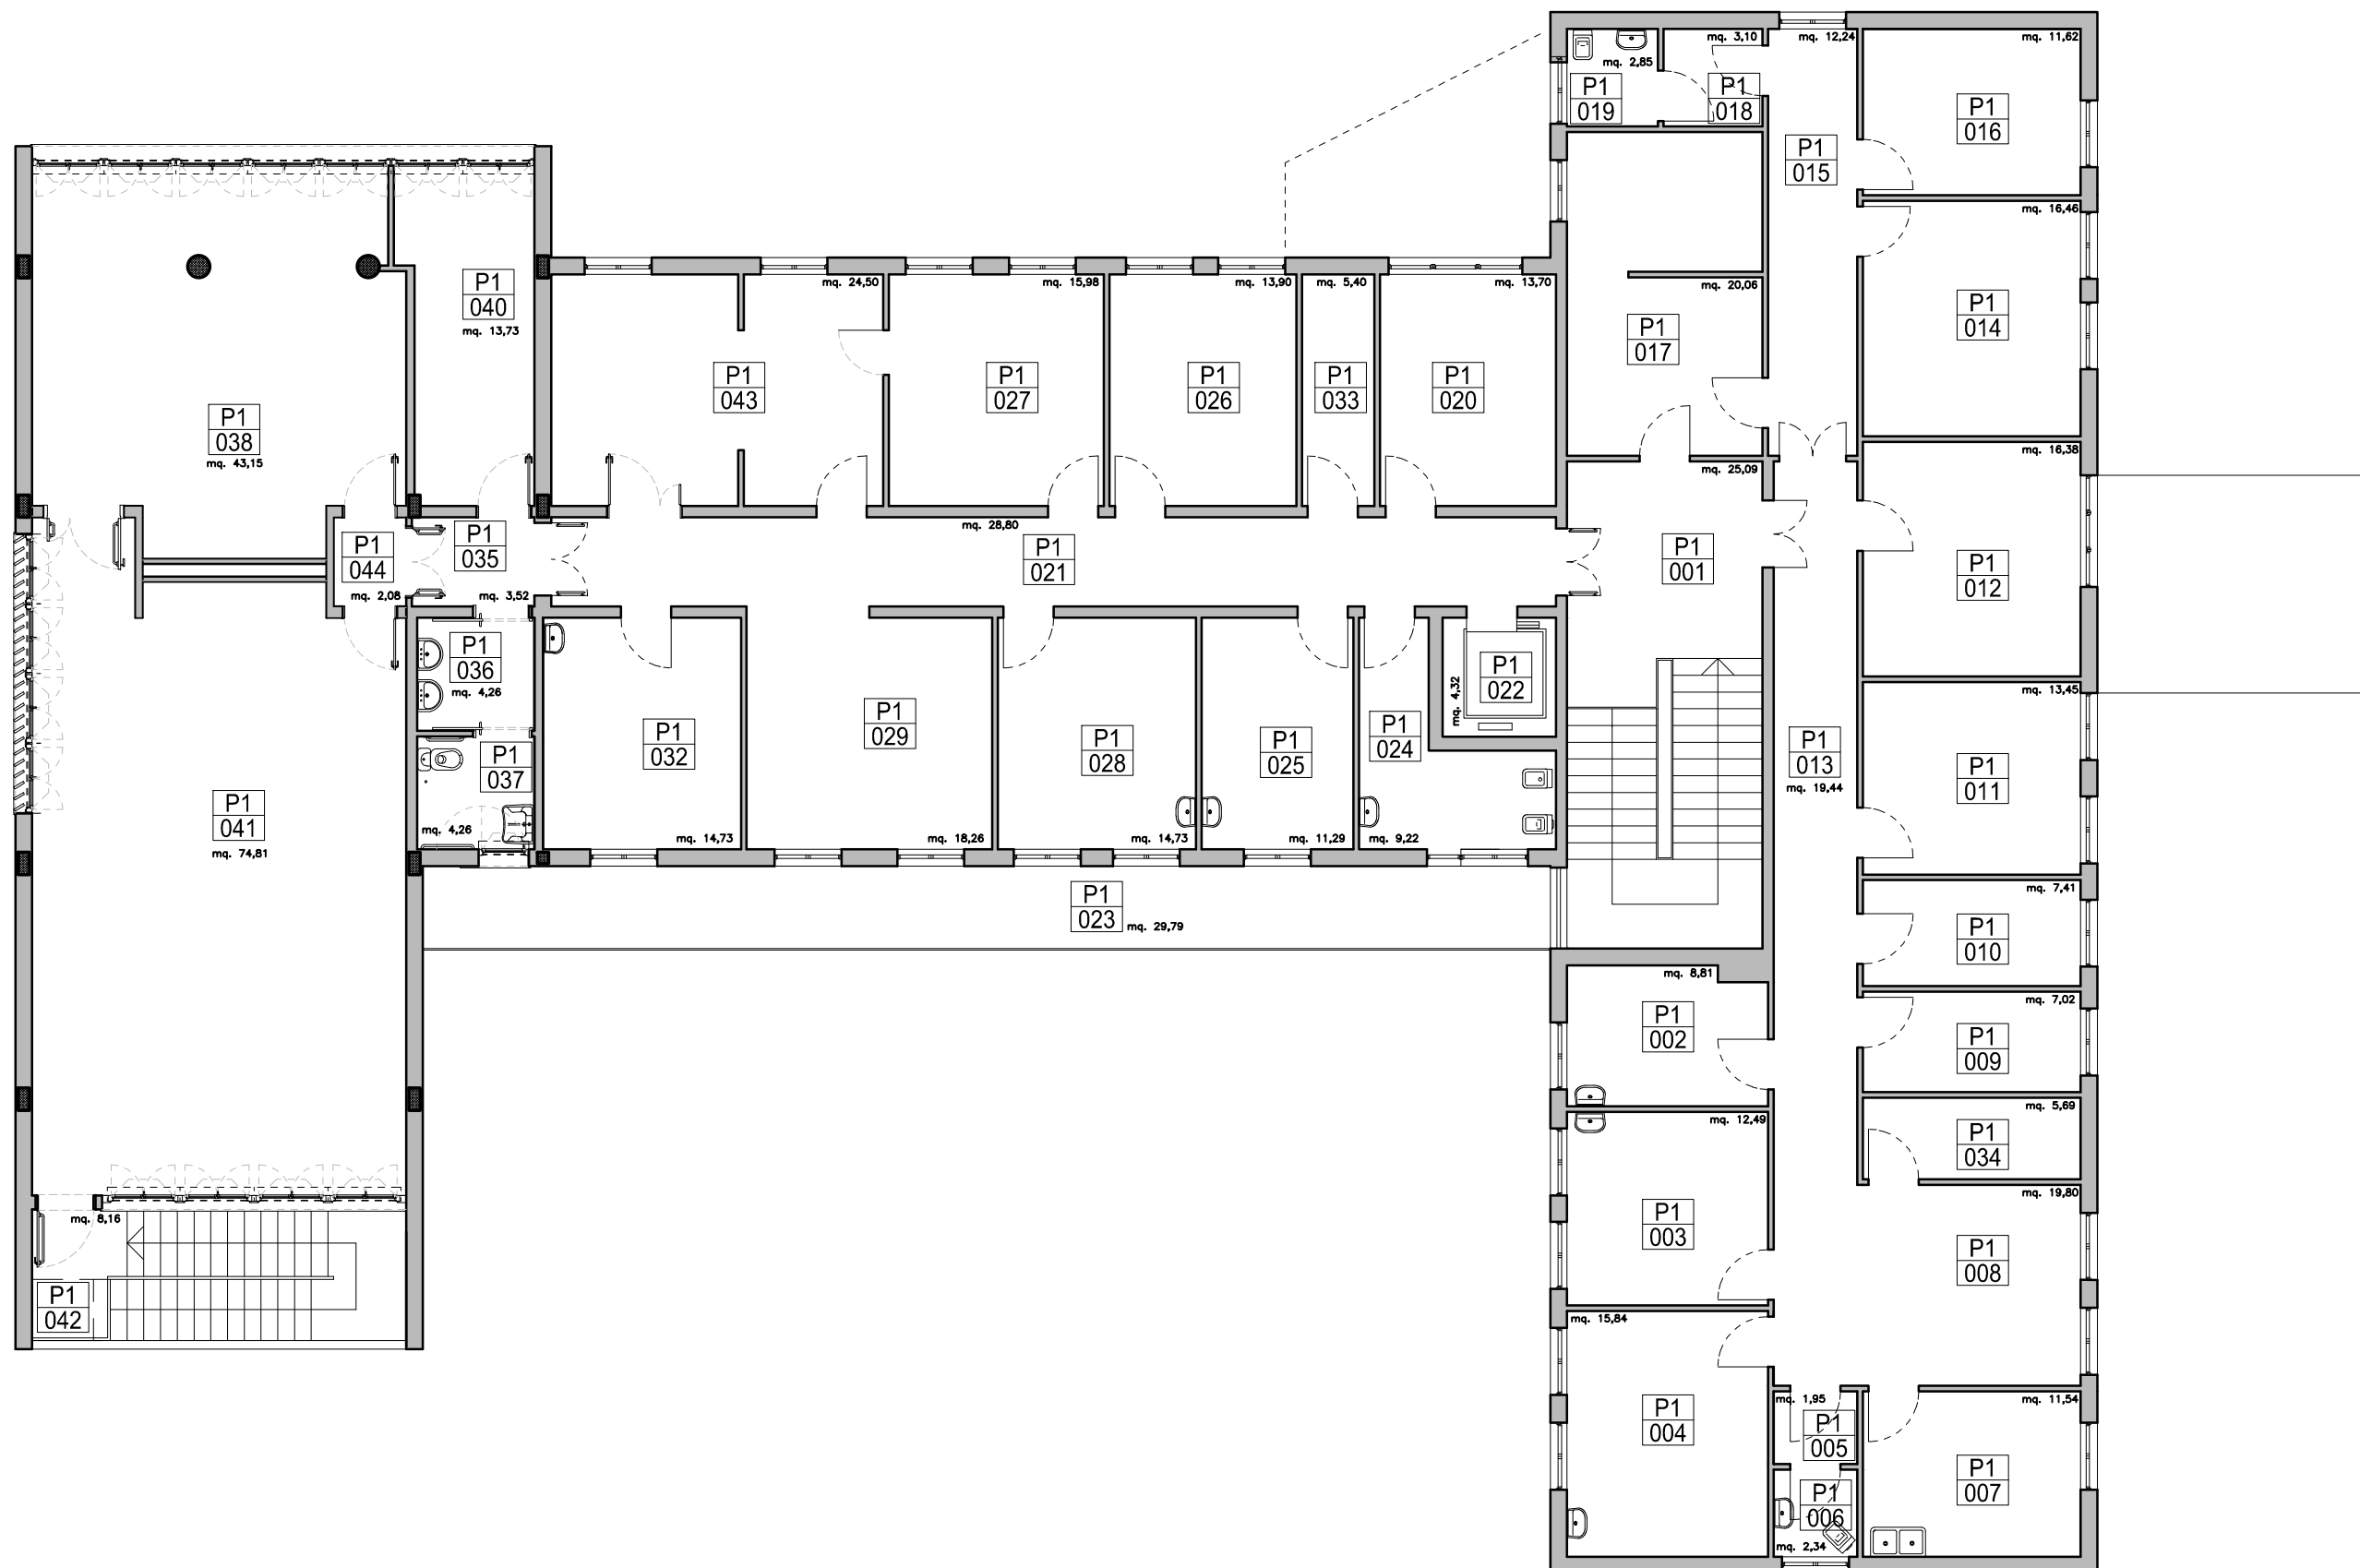 mq. 3,10
mq. 12,24
mq. 11,62
mq. 2,85
P1
019
P1
018
P1
016
P1
015
mq. 16,46
P1
014
mq. 24,50
mq. 15,98
mq. 13,90
mq. 5,40
mq. 13,70
mq. 20,06
P1
040
mq. 13,73
P1
017
P1
043
P1
027
P1
026
P1
033
P1
020
P1
038
mq. 43,15
mq. 25,09
mq. 16,38
mq. 28,80
P1
044
mq. 2,08
P1
035
mq. 3,52
P1
021
P1
001
P1
012
P1
036
mq. 4,26
P1
022
mq. 4,32
mq. 13,45
P1
032
P1
029
P1
028
P1
025
P1
024
P1
037
mq. 4,26
P1
013
mq. 19,44
P1
011
P1
041
mq. 74,81
mq. 14,73
mq. 18,26
mq. 14,73
mq. 11,29
mq. 9,22
P1
023
mq. 29,79
mq. 7,41
P1
010
mq. 8,81
P1
002
mq. 7,02
P1
009
mq. 12,49
mq. 5,69
P1
034
P1
003
mq. 19,80
P1
008
mq. 8,16
P1
042
mq. 15,84
P1
004
mq. 1,95
P1
005
mq. 11,54
P1
007
P1
006
mq. 2,34